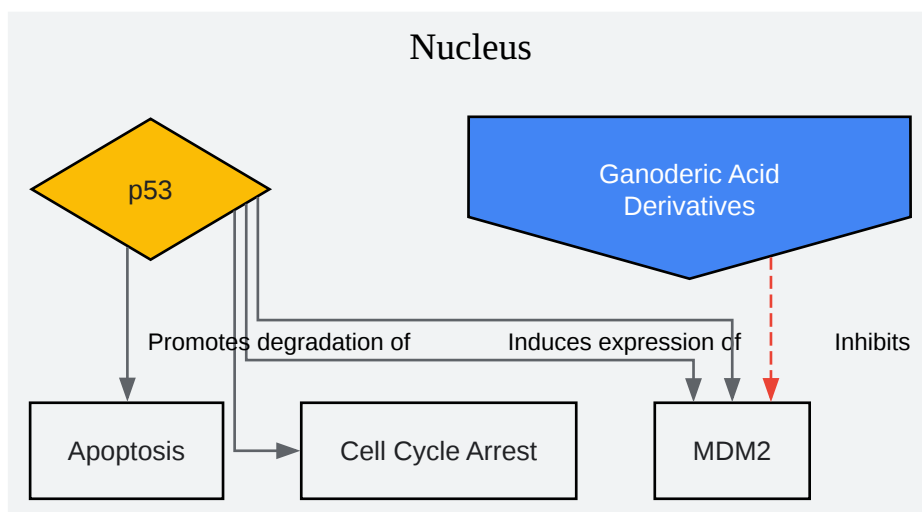 Nucleus
p53
Ganoderic Acid
Derivatives
Promotes degradation of
Induces expression of
Inhibits
Apoptosis
Cell Cycle Arrest
MDM2